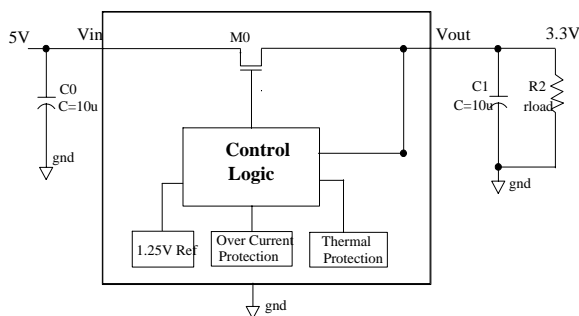 5V
Vin
M0
Vout
3.3V
C0
C=10u
gnd
C1
C=10u
R2
rload
gnd
Control
Logic
1.25V Ref
Over Current
Protection
Thermal
Protection
gnd